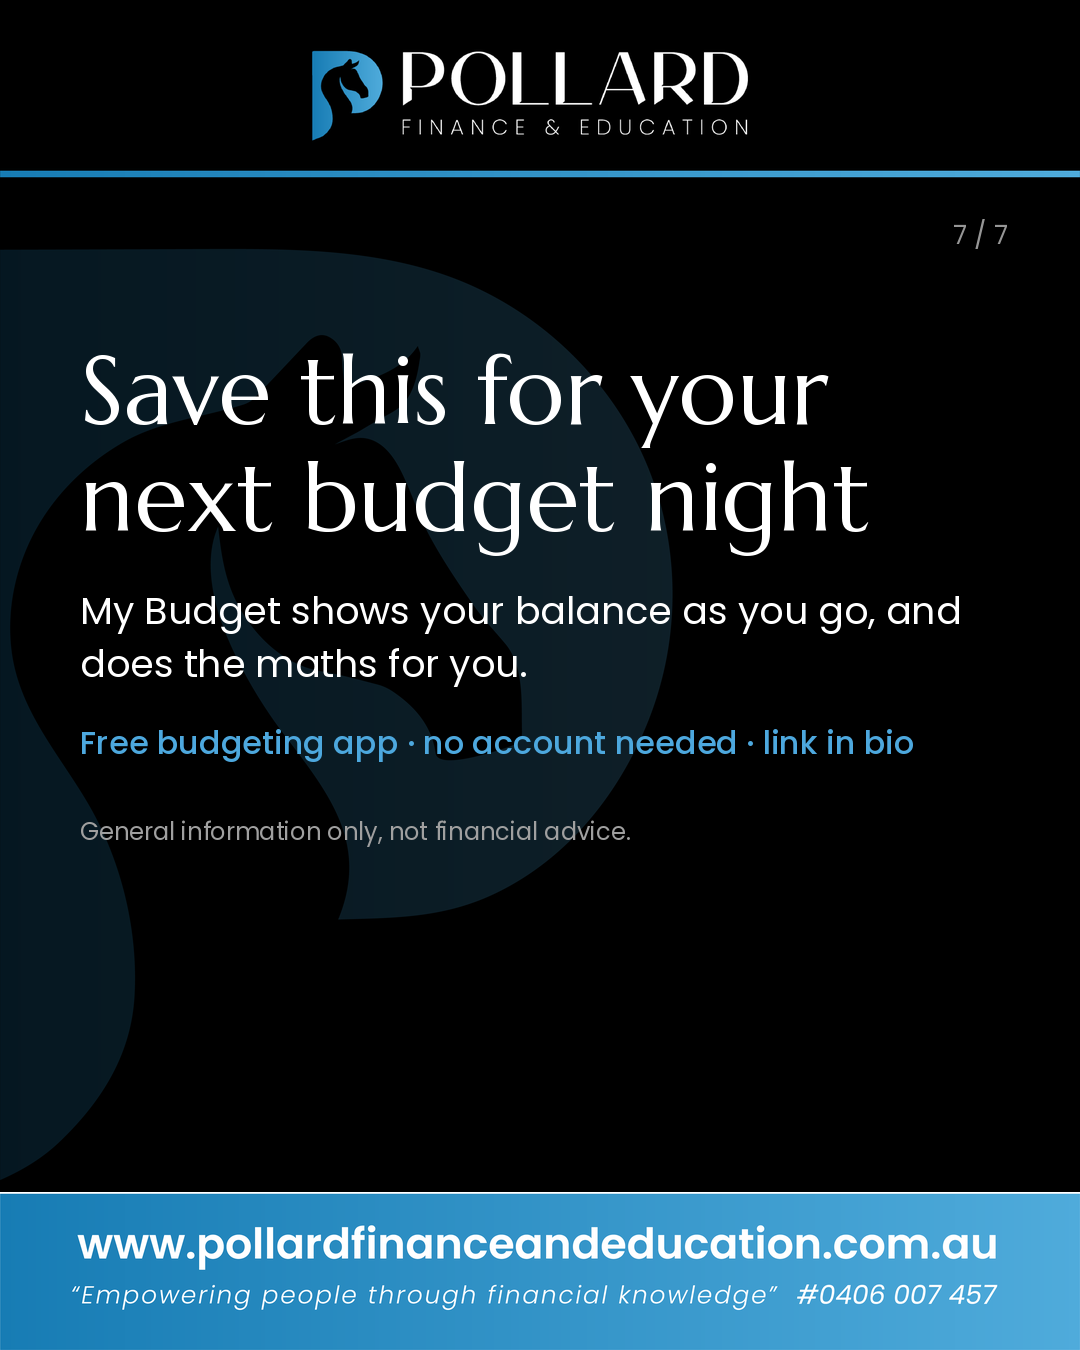 POLLARD
FINANCE & EDUCATION
7 / 7
Save this for your
next budget night
My Budget shows your balance as you go, and
does the maths for you.
Free budgeting app · no account needed · link in bio
General information only, not financial advice.
www.pollardfinanceandeducation.com.au
“Empowering people through financial knowledge” #0406 007 457